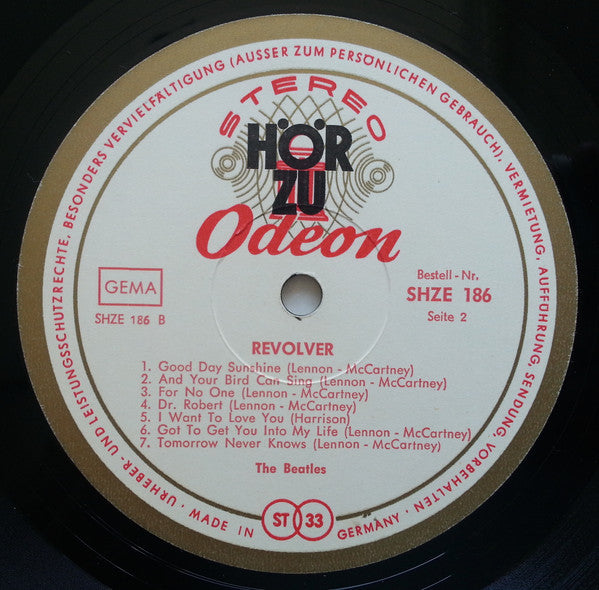 URHEBER- UND LEISTUNGSSCHUTZRECHTE, BESONDERS VERVIELFÄLTIGUNG (AUSSER ZUM PERSÖNLICHEN GEBRAUCH), VERMIETUNG, AUFFÜHRUNG, SENDUNG, VORBEHALTEN ·
STEREO
HÖR
ZU
Odeon
GEMA
SHZE 186 B
Bestell - Nr.
SHZE 186
Seite 2
REVOLVER
1. Good Day Sunshine (Lennon - McCartney)
2. And Your Bird Can Sing (Lennon - McCartney)
3. For No One (Lennon - McCartney)
4. Dr. Robert (Lennon - McCartney)
5. I Want To Love You (Harrison)
6. Got To Get You Into My Life (Lennon - McCartney)
7. Tomorrow Never Knows (Lennon - McCartney)
The Beatles
ST 33
· MADE IN GERMANY ·